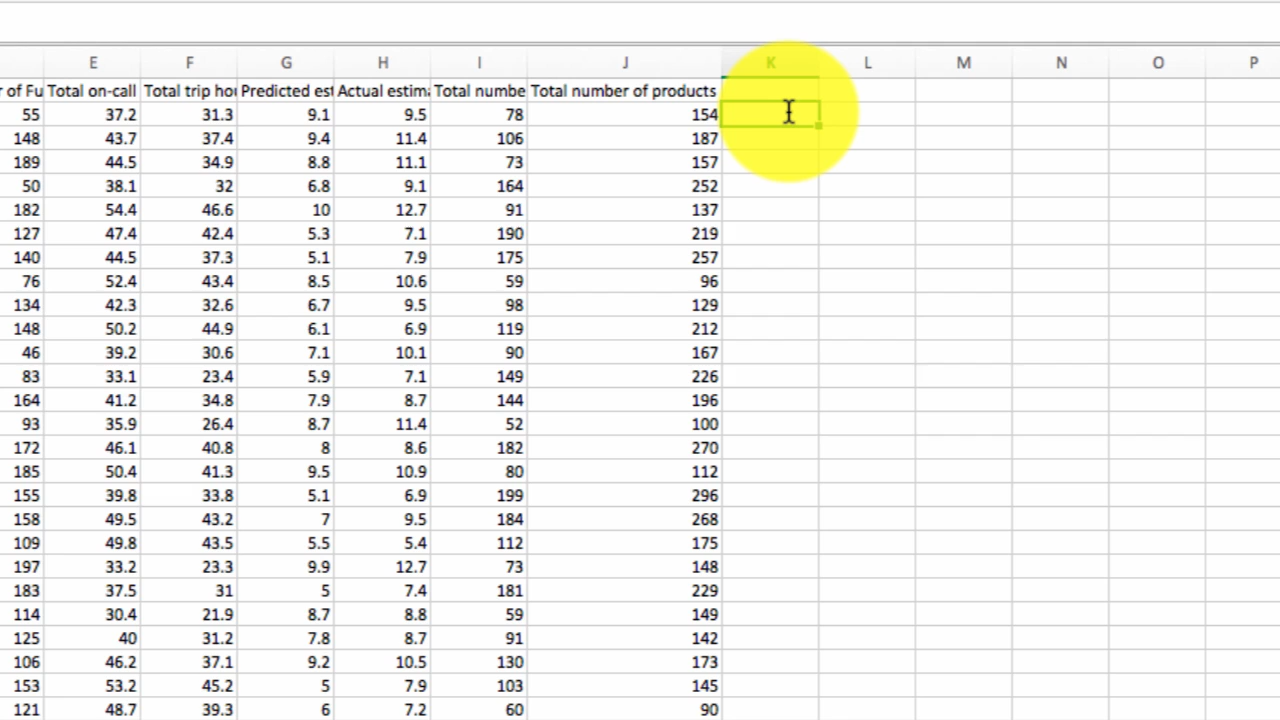 E F G H I J K L M N O P
r of Fu Total on-call Total trip hou Predicted est Actual estima Total numbe Total number of products
55 37.2 31.3 9.1 9.5 78 154
148 43.7 37.4 9.4 11.4 106 187
189 44.5 34.9 8.8 11.1 73 157
50 38.1 32 6.8 9.1 164 252
182 54.4 46.6 10 12.7 91 137
127 47.4 42.4 5.3 7.1 190 219
140 44.5 37.3 5.1 7.9 175 257
76 52.4 43.4 8.5 10.6 59 96
134 42.3 32.6 6.7 9.5 98 129
148 50.2 44.9 6.1 6.9 119 212
46 39.2 30.6 7.1 10.1 90 167
83 33.1 23.4 5.9 7.1 149 226
164 41.2 34.8 7.9 8.7 144 196
93 35.9 26.4 8.7 11.4 52 100
172 46.1 40.8 8 8.6 182 270
185 50.4 41.3 9.5 10.9 80 112
155 39.8 33.8 5.1 6.9 199 296
158 49.5 43.2 7 9.5 184 268
109 49.8 43.5 5.5 5.4 112 175
197 33.2 23.3 9.9 12.7 73 148
183 37.5 31 5 7.4 181 229
114 30.4 21.9 8.7 8.8 59 149
125 40 31.2 7.8 8.7 91 142
106 46.2 37.1 9.2 10.5 130 173
153 53.2 45.2 5 7.9 103 145
121 48.7 39.3 6 7.2 60 90